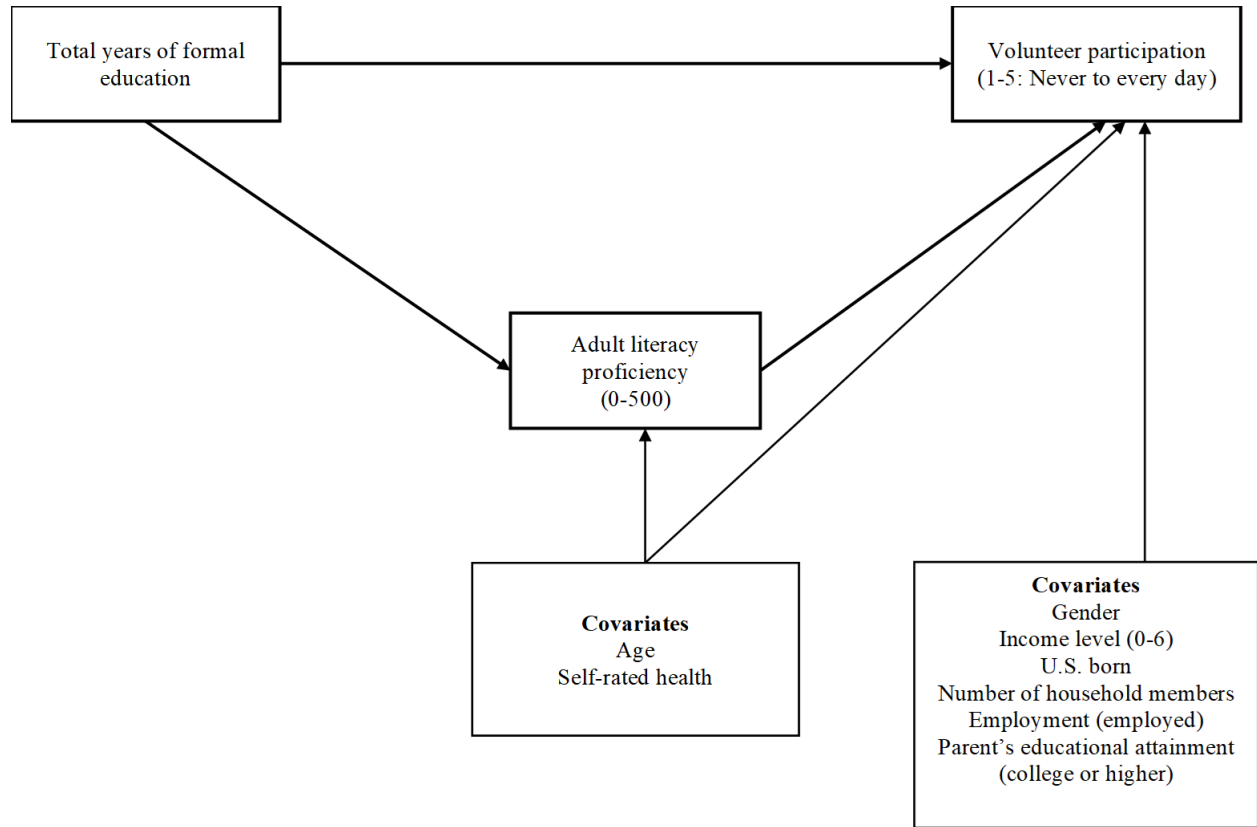 Total years of formal
education
Volunteer participation
(1-5: Never to every day)
Adult literacy
proficiency
(0-500)
Covariates
Age
Self-rated health
Covariates
Gender
Income level (0-6)
U.S. born
Number of household members
Employment (employed)
Parent’s educational attainment
(college or higher)